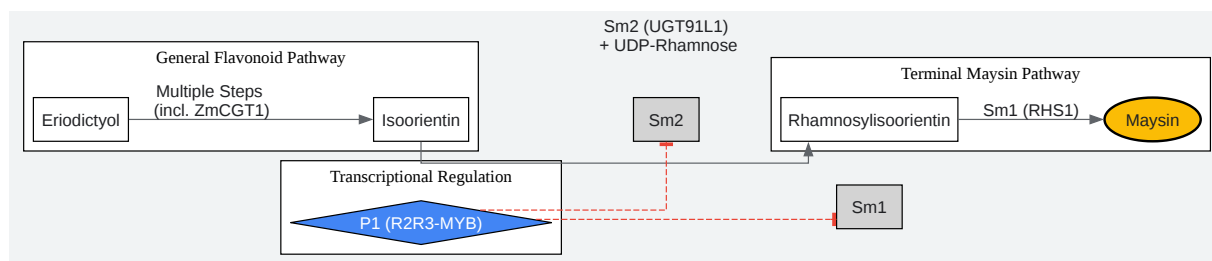 Sm2 (UGT91L1)
+ UDP-Rhamnose
General Flavonoid Pathway
Eriodictyol
Multiple Steps
(incl. ZmCGT1)
Isoorientin
Sm2
Terminal Maysin Pathway
Rhamnosylisoorientin
Sm1 (RHS1)
Maysin
Transcriptional Regulation
P1 (R2R3-MYB)
Sm1